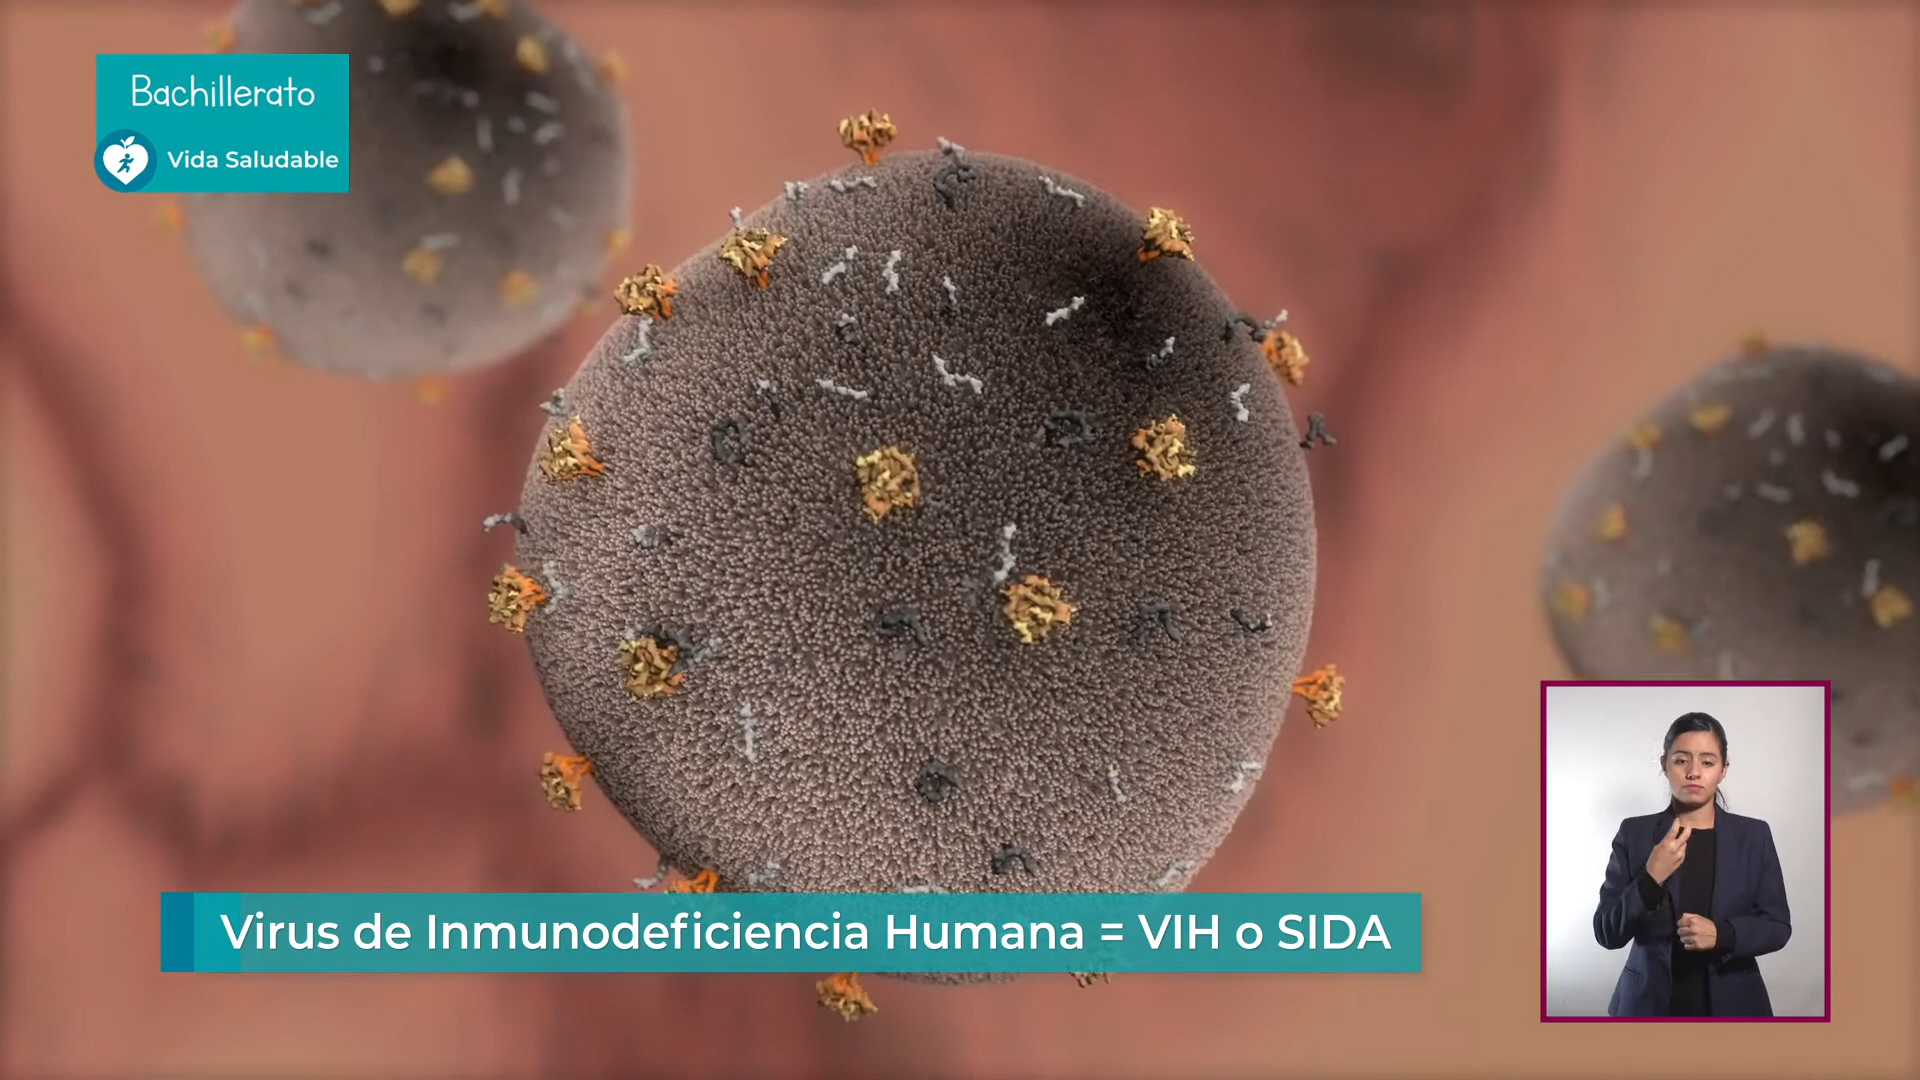 Bachillerato
Vida Saludable
Virus de Inmunodeficiencia Humana = VIH o SIDA